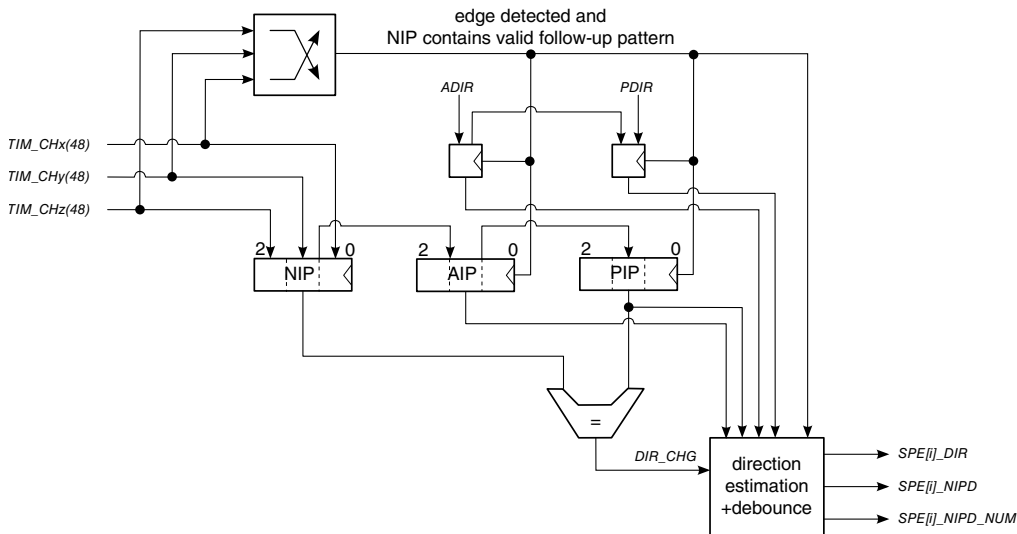 edge detected and
NIP contains valid follow-up pattern
ADIR
PDIR
TIM_CHx(48)
TIM_CHy(48)
TIM_CHz(48)
2 0
NIP
2 0
AIP
2 0
PIP
=
DIR_CHG
direction
estimation
+debounce
SPE[i]_DIR
SPE[i]_NIPD
SPE[i]_NIPD_NUM